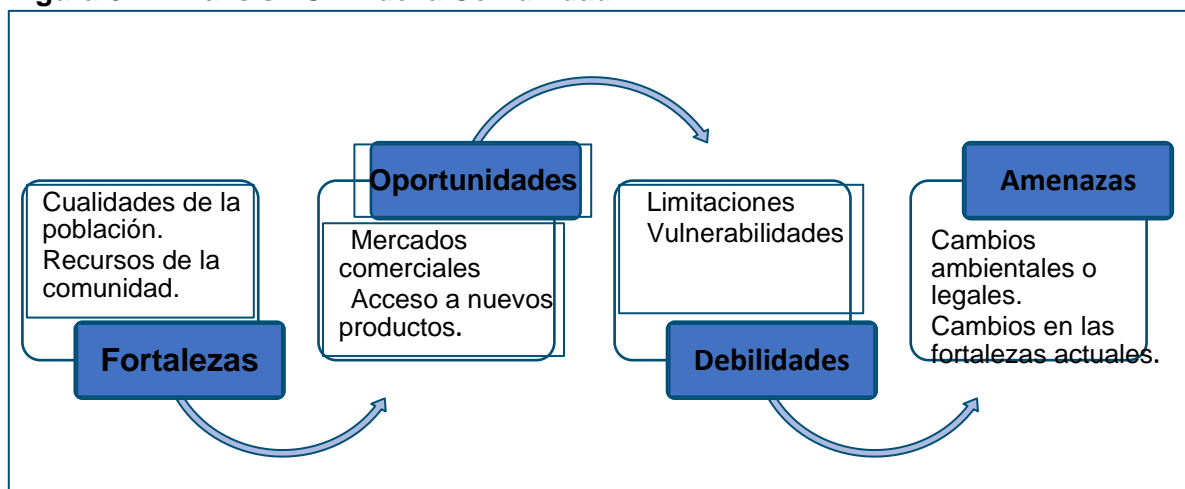 Cualidades de la
población.
Recursos de la
comunidad.
Fortalezas
Oportunidades
Mercados
comerciales
Acceso a nuevos
productos.
Limitaciones
Vulnerabilidades
Debilidades
Amenazas
Cambios
ambientales o
legales.
Cambios en las
fortalezas actuales.